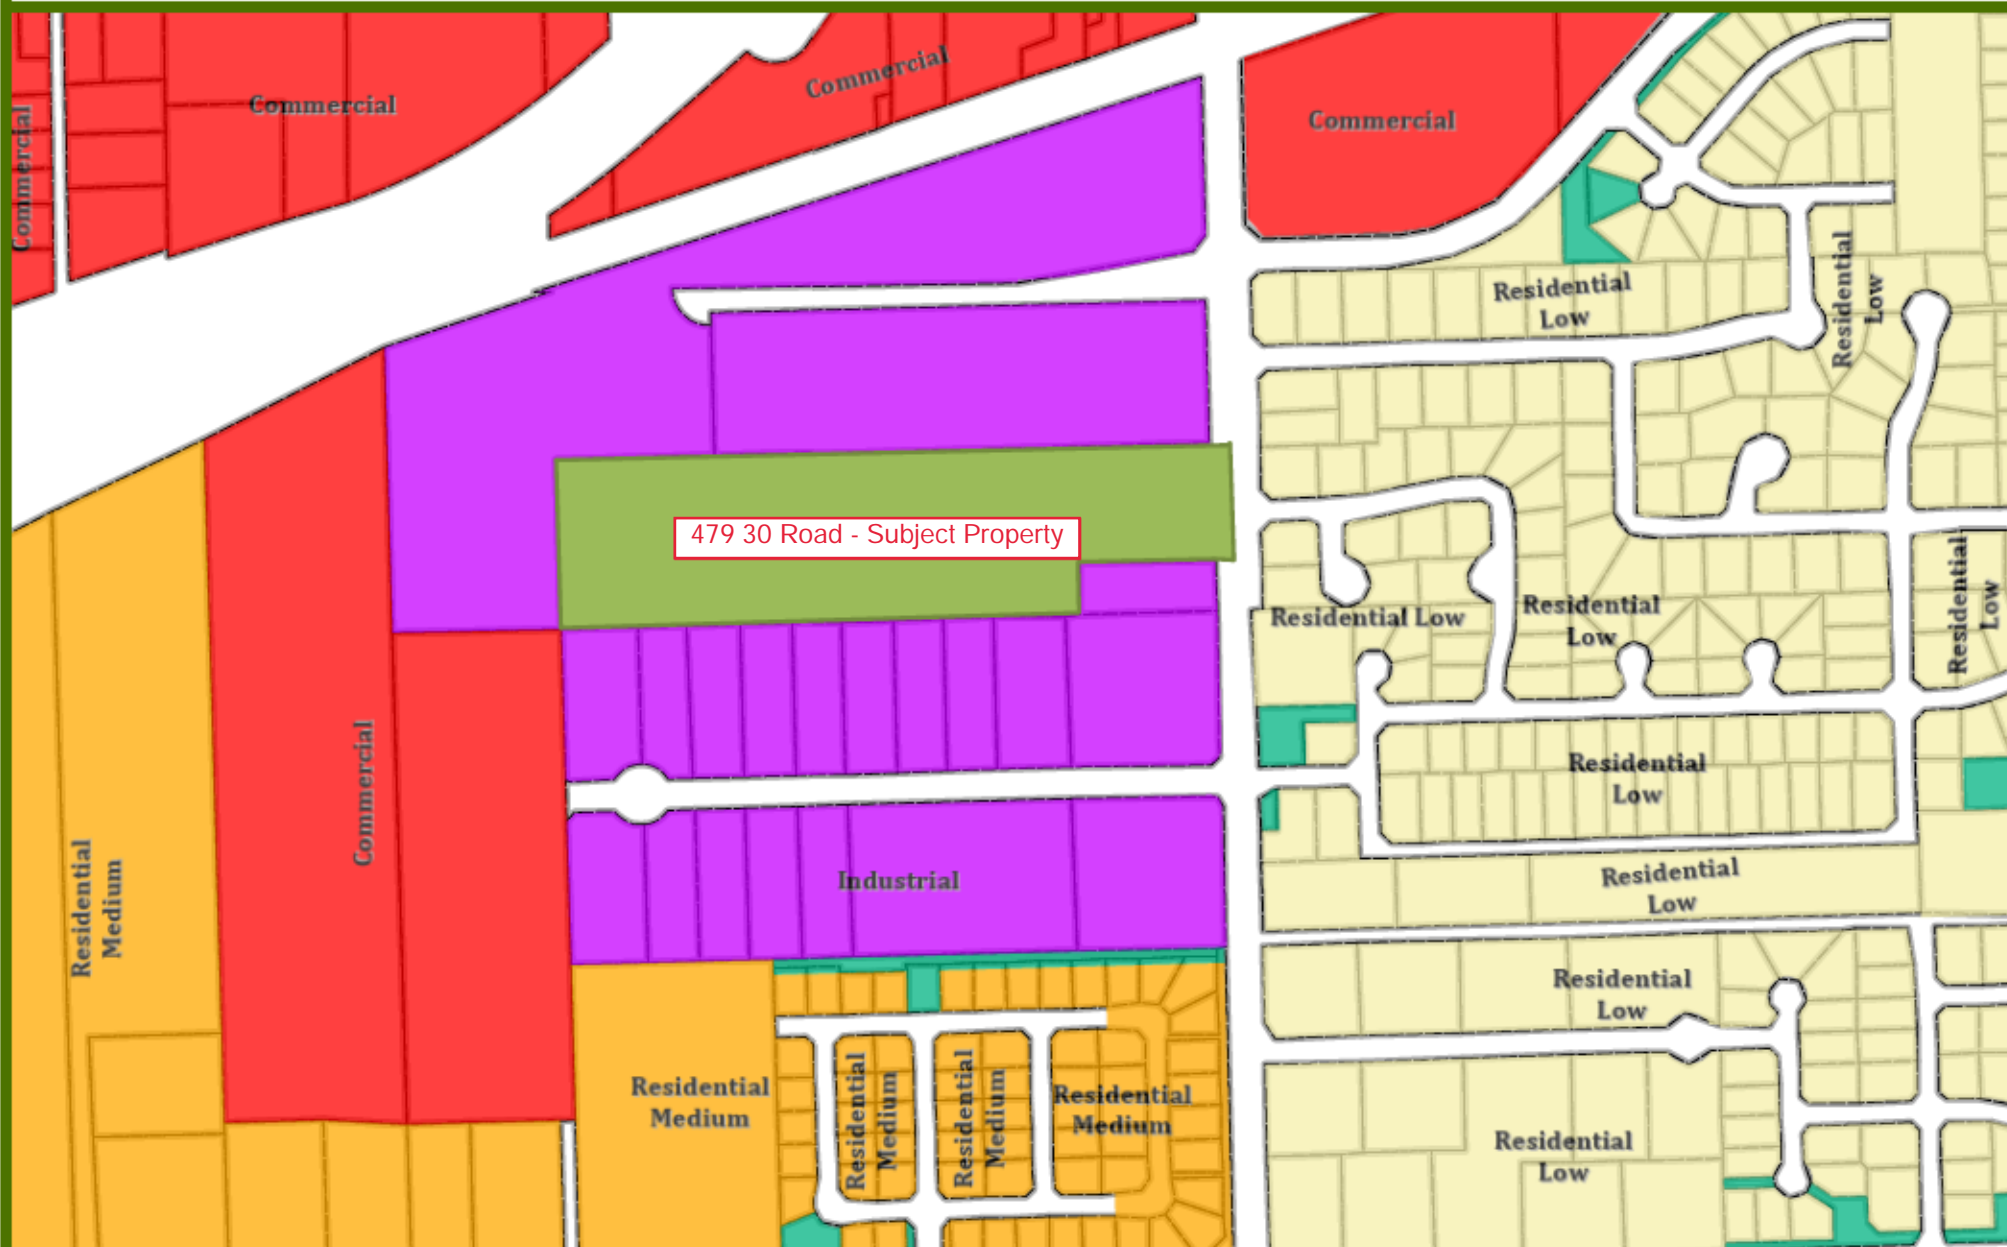 Commercial
Commercial
Commercial
Commercial
Residential
Low
Residential
Low
479 30 Road - Subject Property
Residential Low
Residential
Low
Residential
Low
Commercial
Residential
Low
Residential
Medium
Industrial
Residential
Low
Residential
Low
Residential
Medium
Residential
Medium
Residential
Medium
Residential
Medium
Residential
Low